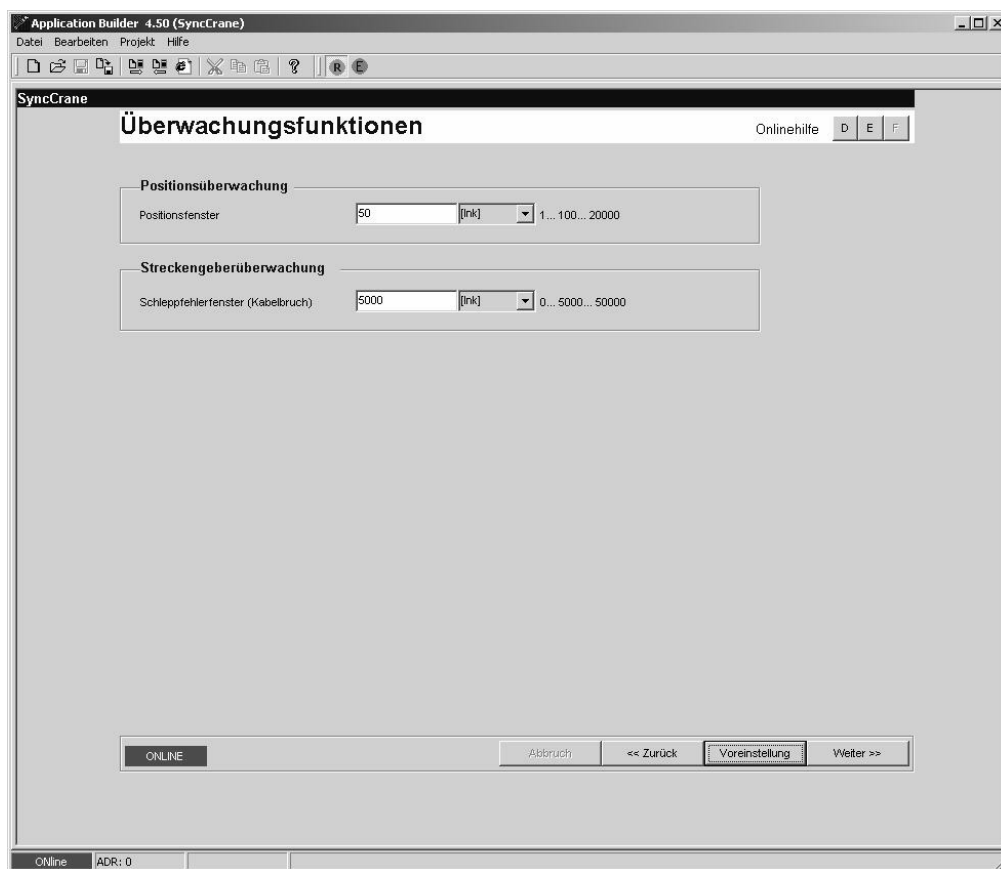 Application Builder 4.50 (SyncCrane)
Datei Bearbeiten Projekt Hilfe
R E
SyncCrane
Überwachungsfunktionen
Onlinehilfe D E F
Positionsüberwachung
Positionsfenster 50 [Ink] 1... 100... 20000
Streckengeberüberwachung
Schleppfehlerfenster (Kabelbruch) 5000 [Ink] 0... 5000... 50000
ONLINE Abbruch << Zurück Voreinstellung Weiter >>
ONline ADR: 0